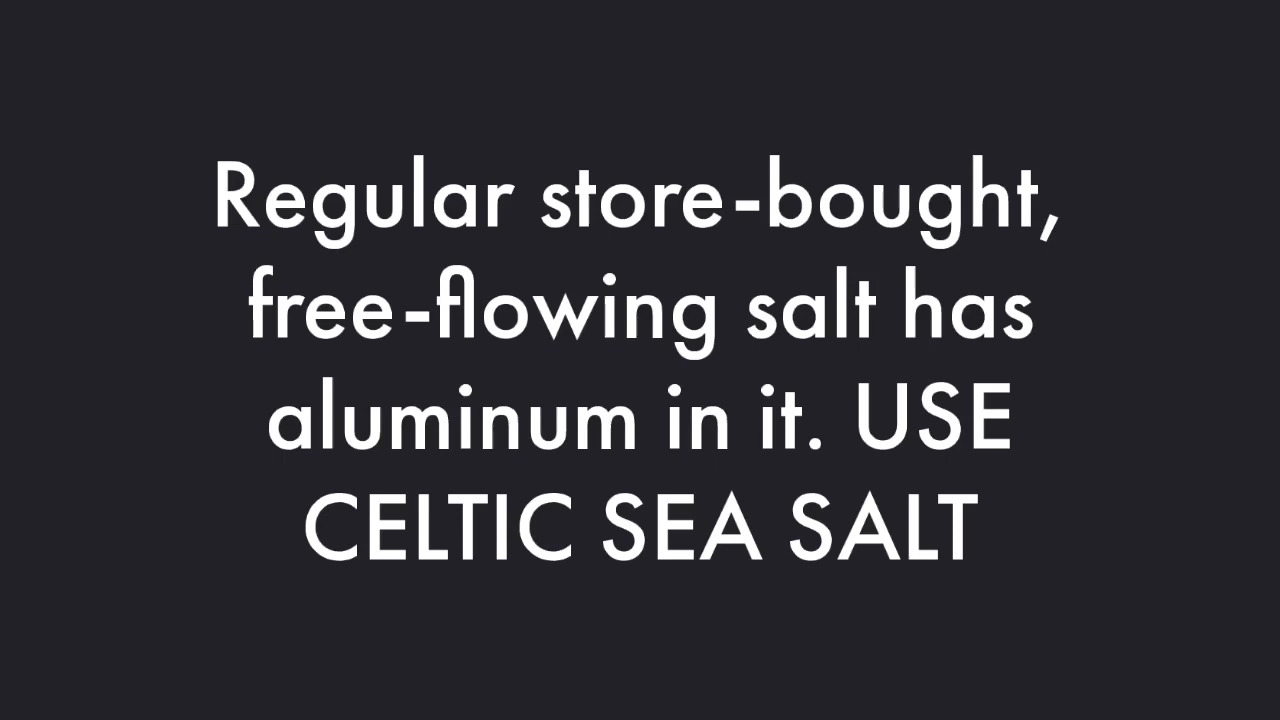 Regular store-bought,
free-flowing salt has
aluminum in it. USE
CELTIC SEA SALT